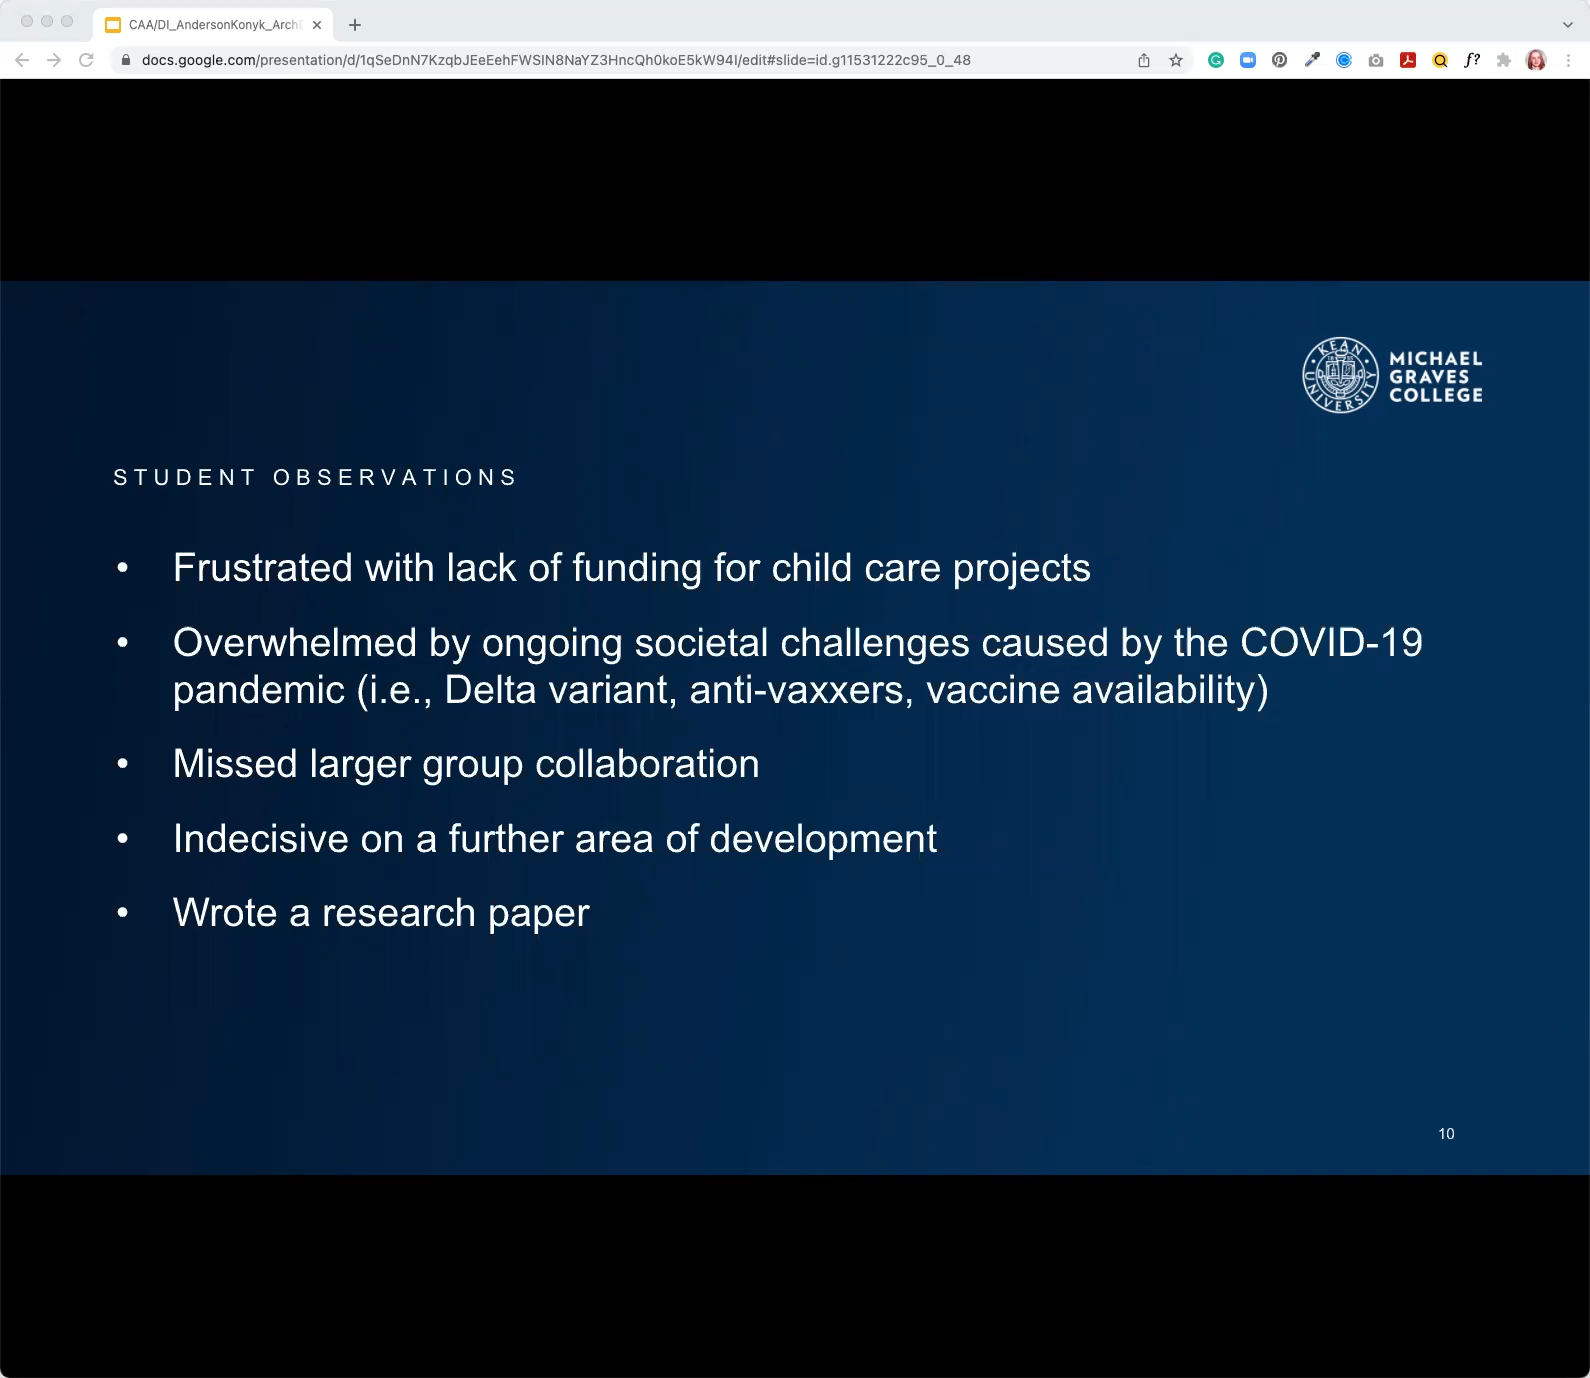 CAA/DI_AndersonKonyk_Arch
docs.google.com/presentation/d/1qSeDnN7KzqbJEeEehFWSIN8NaYZ3HncQh0koE5kW94I/edit#slide=id.g11531222c95_0_48
f?
KEAN UNIVERSITY
MICHAEL
GRAVES
COLLEGE
STUDENT OBSERVATIONS
• Frustrated with lack of funding for child care projects
• Overwhelmed by ongoing societal challenges caused by the COVID-19
pandemic (i.e., Delta variant, anti-vaxxers, vaccine availability)
• Missed larger group collaboration
• Indecisive on a further area of development
• Wrote a research paper
10